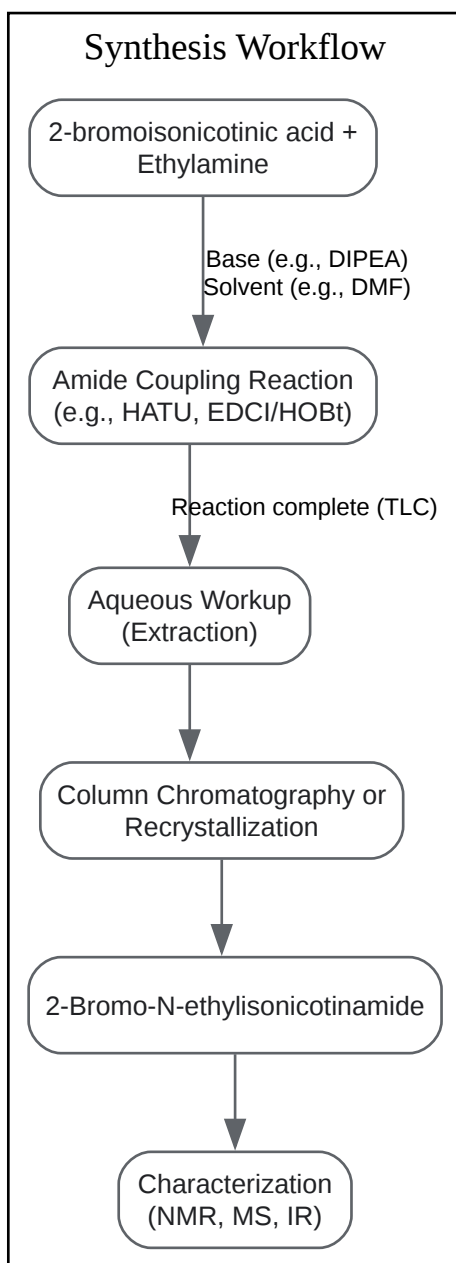 Synthesis Workflow
2-bromoisonicotinic acid +
Ethylamine
Base (e.g., DIPEA)
Solvent (e.g., DMF)
Amide Coupling Reaction
(e.g., HATU, EDCI/HOBt)
Reaction complete (TLC)
Aqueous Workup
(Extraction)
Column Chromatography or
Recrystallization
2-Bromo-N-ethylisonicotinamide
Characterization
(NMR, MS, IR)